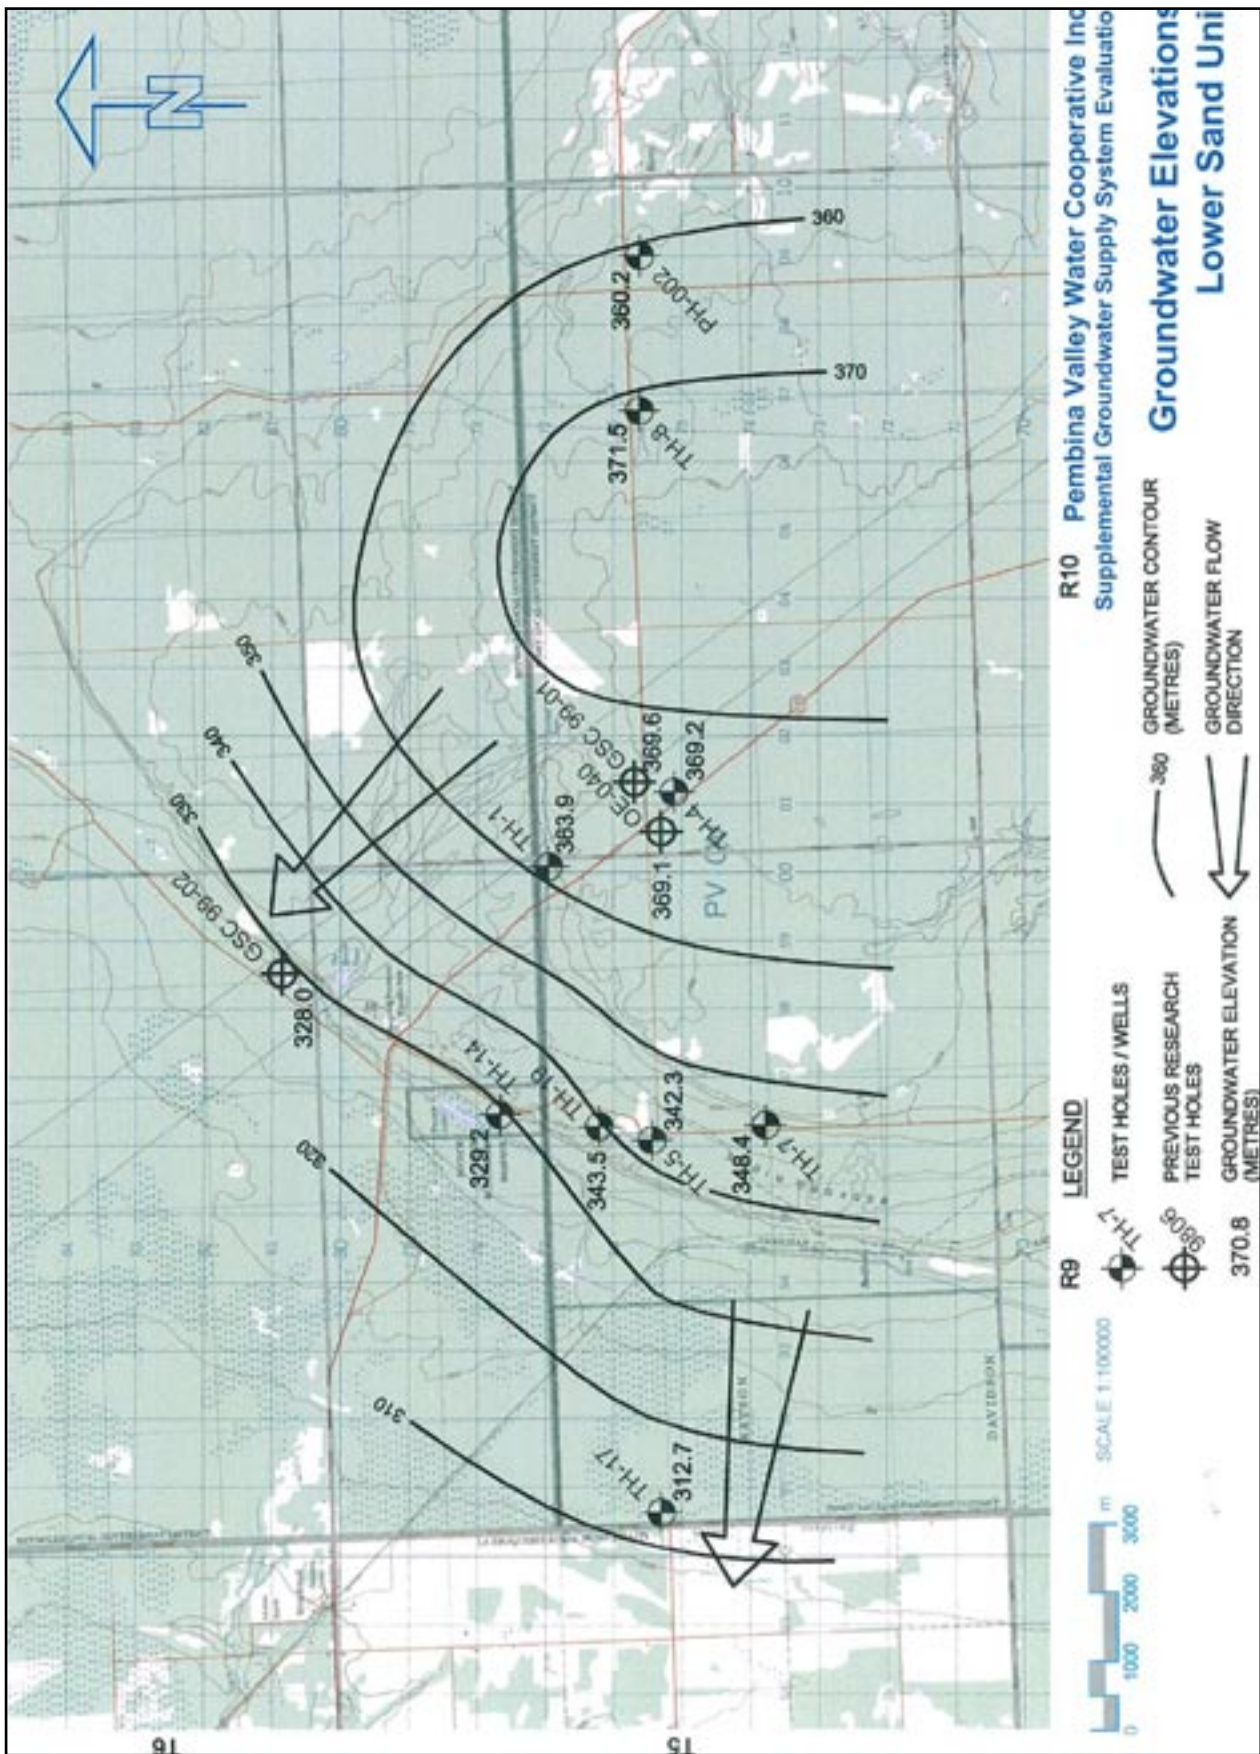 N
16
15
330
340
350
320
310
360
370
GSC 99-02
328.0
TH-14
329.2
TH-10
343.5
TH-5
342.3
TH-7
348.4
TH-17
312.7
TH-1
363.9
OE-040
GSC 99-01
369.6
369.1
TH-4
369.2
TH-8
371.5
PH-002
360.2
DAVIDSON
R9
R10
Pembina Valley Water Cooperative Inc
Supplemental Groundwater Supply System Evaluatio
Groundwater Elevations
Lower Sand Uni
LEGEND
TH-7
TEST HOLES / WELLS
9806
PREVIOUS RESEARCH
TEST HOLES
370.8
GROUNDWATER ELEVATION
(METRES)
360
GROUNDWATER CONTOUR
(METRES)
GROUNDWATER FLOW
DIRECTION
SCALE 1:100000
0 1000 2000 3000 m